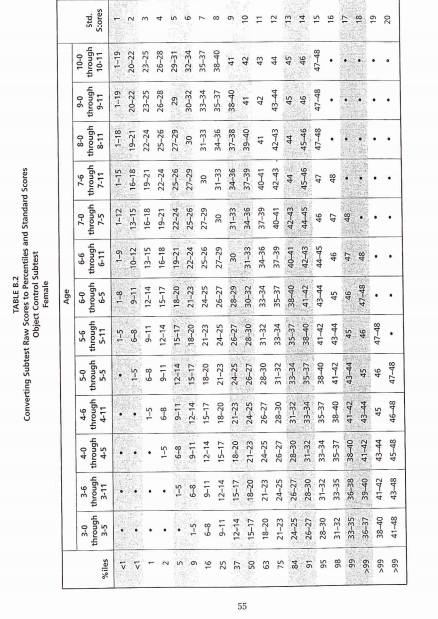 TABLE B.2
Converting Subtest Raw Scores to Percentiles and Standard Scores
Object Control Subtest
Female
Age
3-0 3-6 4-0 4-6 5-0 5-6 6-0 6-6 7-0 7-6 8-0 9-0 10-0
through through through through through through through through through through through through through Std.
%iles 3-5 3-11 4-5 4-11 5-5 5-11 6-5 6-11 7-5 7-11 8-11 9-11 10-11 Scores
<1 • • • • • 1–5 1–8 1–9 1–12 1–15 1–18 1–19 1–19 1
<1 • • • • 1–5 6–8 9–11 10–12 13–15 16–18 19–21 20–22 20–22 2
1 • • • 1–5 6–8 9–11 12–14 13–15 16–18 19–21 22–24 23–25 23–25 3
2 • • 1–5 6–8 9–11 12–14 15–17 16–18 19–21 22–24 25–26 26–28 26–28 4
5 • 1–5 6–8 9–11 12–14 15–17 18–20 19–21 22–24 25–26 27–29 29 29–31 5
9 1–5 6–8 9–11 12–14 15–17 18–20 21–23 22–24 25–26 27–29 30 30–32 32–34 6
16 6–8 9–11 12–14 15–17 18–20 21–23 24–25 25–26 27–29 30 31–33 33–34 35–37 7
25 9–11 12–14 15–17 18–20 21–23 24–25 26–27 27–29 30 31–33 34–36 35–37 38–40 8
37 12–14 15–17 18–20 21–23 24–25 26–27 28–29 30 31–33 34–36 37–38 38–40 41 9
50 15–17 18–20 21–23 24–25 26–27 28–30 30–32 31–33 34–36 37–39 39–40 41 42 10
63 18–20 21–23 24–25 26–27 28–30 31–32 33–34 34–36 37–39 40–41 41 42 43 11
75 21–23 24–25 26–27 28–30 31–32 33–34 35–37 37–39 40–41 42–43 42–43 43–44 44 12
84 24–25 26–27 28–30 31–32 33–34 35–37 38–40 40–41 42–43 44 44 45 45 13
91 26–27 28–30 31–32 33–34 35–37 38–40 41–42 42–43 44–45 45–46 45–46 46 46 14
95 28–30 31–32 33–34 35–37 38–40 41–42 43–44 44–45 46 47 47–48 47–48 47–48 15
98 31–32 33–35 35–37 38–40 41–42 43–44 45 46 47 48 • • • 16
99 33–35 36–38 38–40 41–42 43–44 45 46 47 48 • • • • 17
>99 36–37 39–40 41–42 43–44 45 46 47–48 48 • • • • • 18
>99 38–40 41–42 43–44 45 46 47–48 • • • • • • • 19
>99 41–48 43–48 45–48 46–48 47–48 • • • • • • • • 20
55